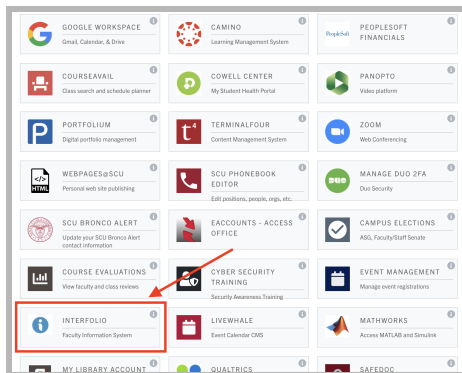 GOOGLE WORKSPACE
Gmail, Calendar, & Drive
CAMINO
Learning Management System
PeopleSoft
PEOPLESOFT
FINANCIALS
COURSEAVAIL
Class search and schedule planner
COWELL CENTER
My Student Health Portal
PANOPTO
Video platform
PORTFOLIUM
Digital portfolio management
t4
TERMINALFOUR
Content Management System
ZOOM
Web Conferencing
</>
HTML
WEBPAGES@SCU
Personal web site publishing
SCU PHONEBOOK
EDITOR
Edit positions, people, orgs, etc.
DUO
MANAGE DUO 2FA
Duo Security
SCU BRONCO ALERT
Update your SCU Bronco Alert
contact information
EACCOUNTS - ACCESS
OFFICE
CAMPUS ELECTIONS
ASG, Faculty/Staff Senate
COURSE EVALUATIONS
View faculty and class reviews
CYBER SECURITY
TRAINING
Security Awareness Training
EVENT MANAGEMENT
Manage event registrations
INTERFOLIO
Faculty Information System
LIVEWHALE
Event Calendar CMS
MATHWORKS
Access MATLAB and Simulink
MY LIBRARY ACCOUNT
QUALTRICS
SAFEDOC